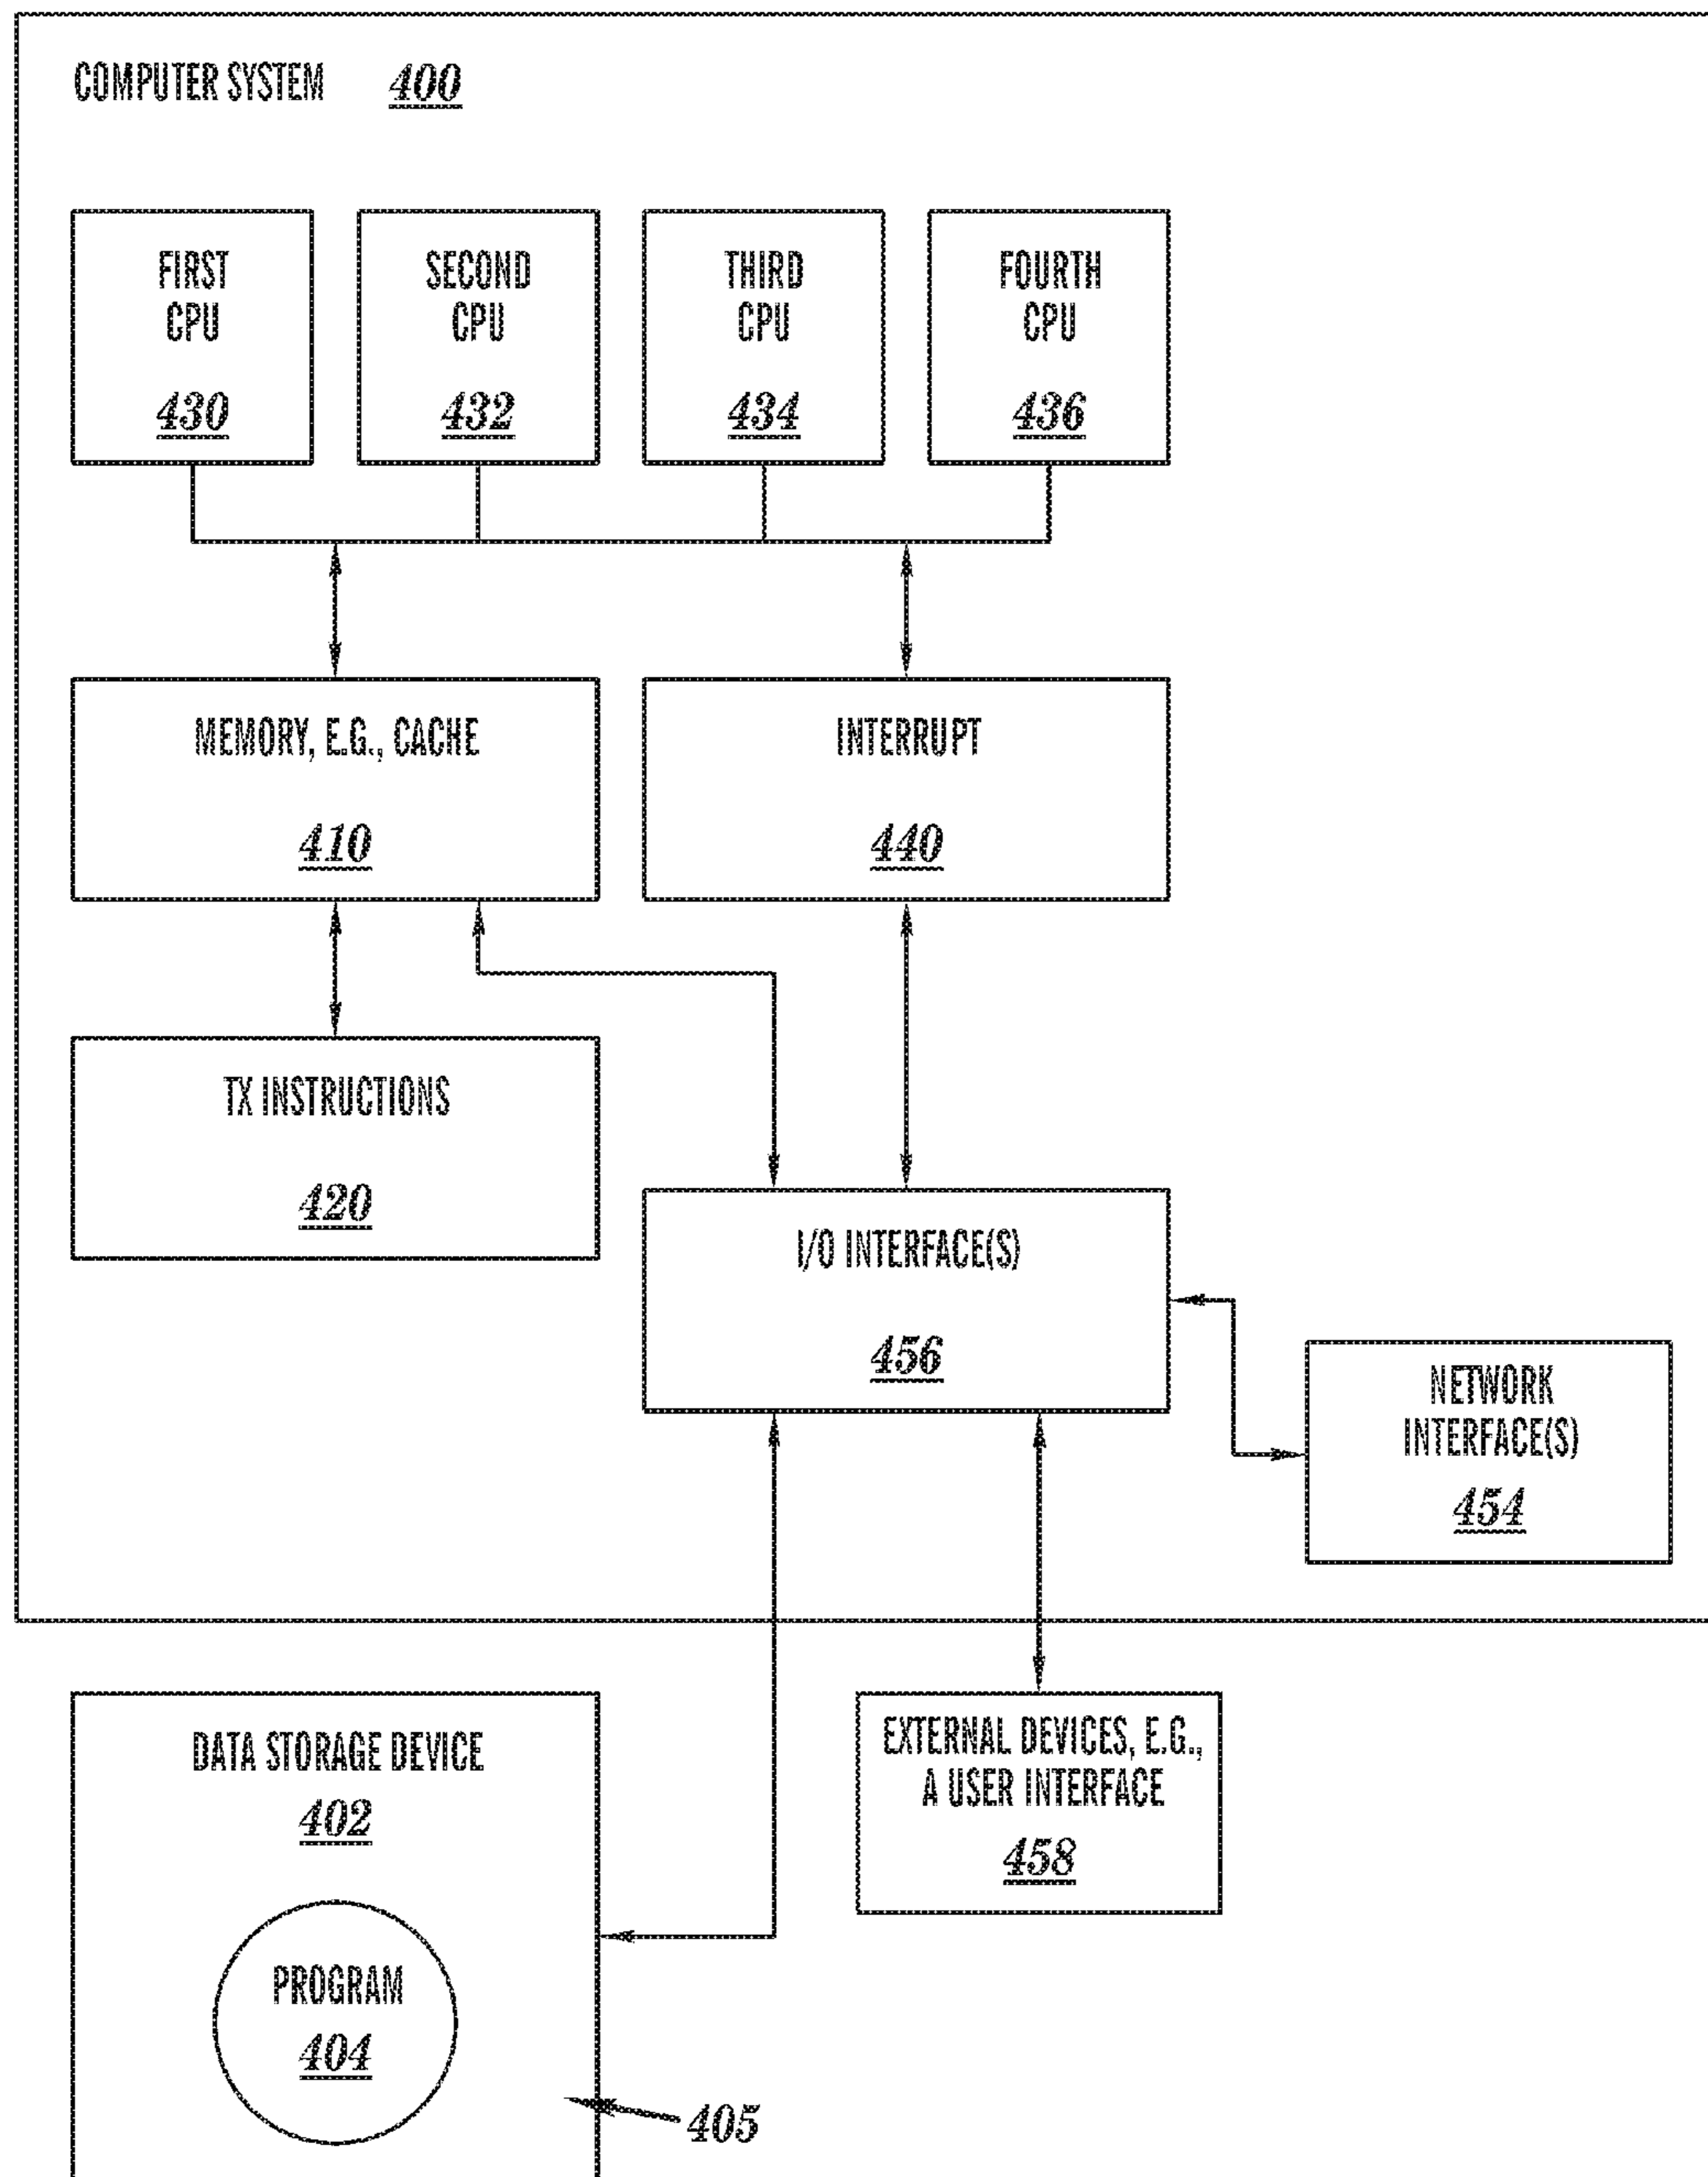 COMPUTER SYSTEM 400
FIRST
CPU
430
SECOND
CPU
432
THIRD
CPU
434
FOURTH
CPU
436
MEMORY, E.G., CACHE
410
INTERRUPT
440
TX INSTRUCTIONS
420
I/O INTERFACE(S)
456
NETWORK
INTERFACE(S)
454
DATA STORAGE DEVICE
402
PROGRAM
404
405
EXTERNAL DEVICES, E.G.,
A USER INTERFACE
458